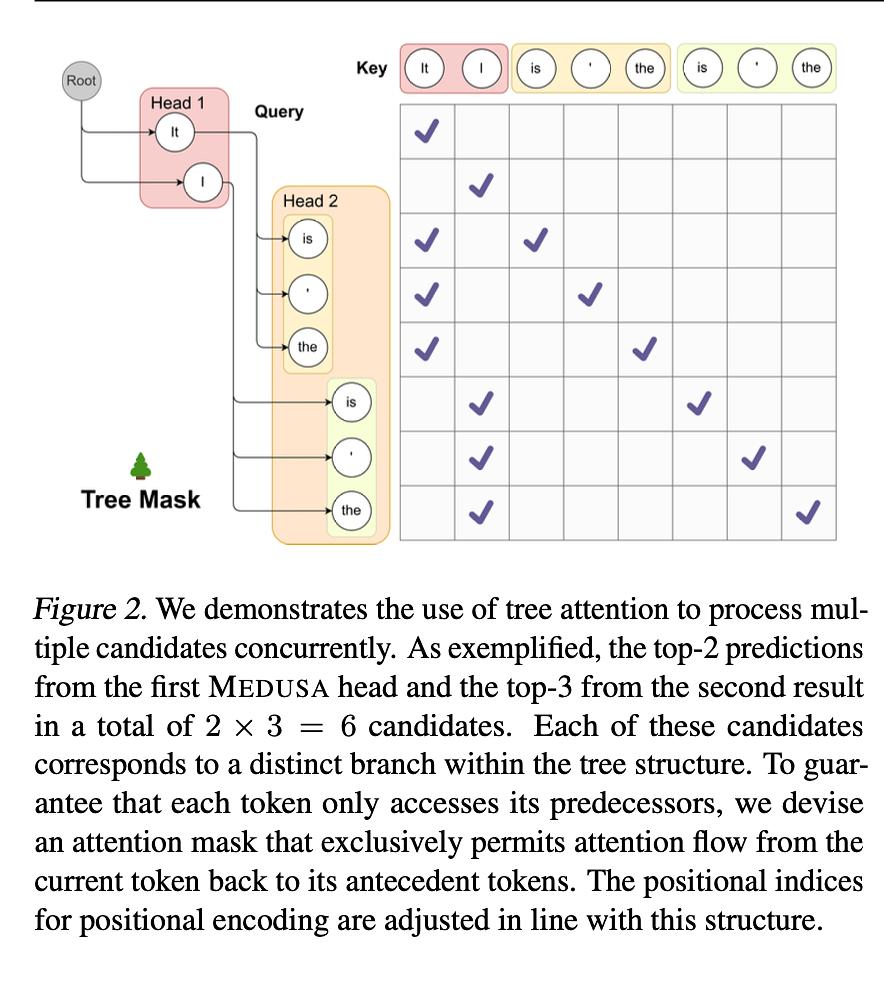 Root
Head 1
It
I
Query
Key
It I is ' the is ' the
Head 2
is
'
the
is
'
the
Tree Mask
Figure 2. We demonstrates the use of tree attention to process mul-
tiple candidates concurrently. As exemplified, the top-2 predictions
from the first MEDUSA head and the top-3 from the second result
in a total of 2 × 3 = 6 candidates. Each of these candidates
corresponds to a distinct branch within the tree structure. To guar-
antee that each token only accesses its predecessors, we devise
an attention mask that exclusively permits attention flow from the
current token back to its antecedent tokens. The positional indices
for positional encoding are adjusted in line with this structure.